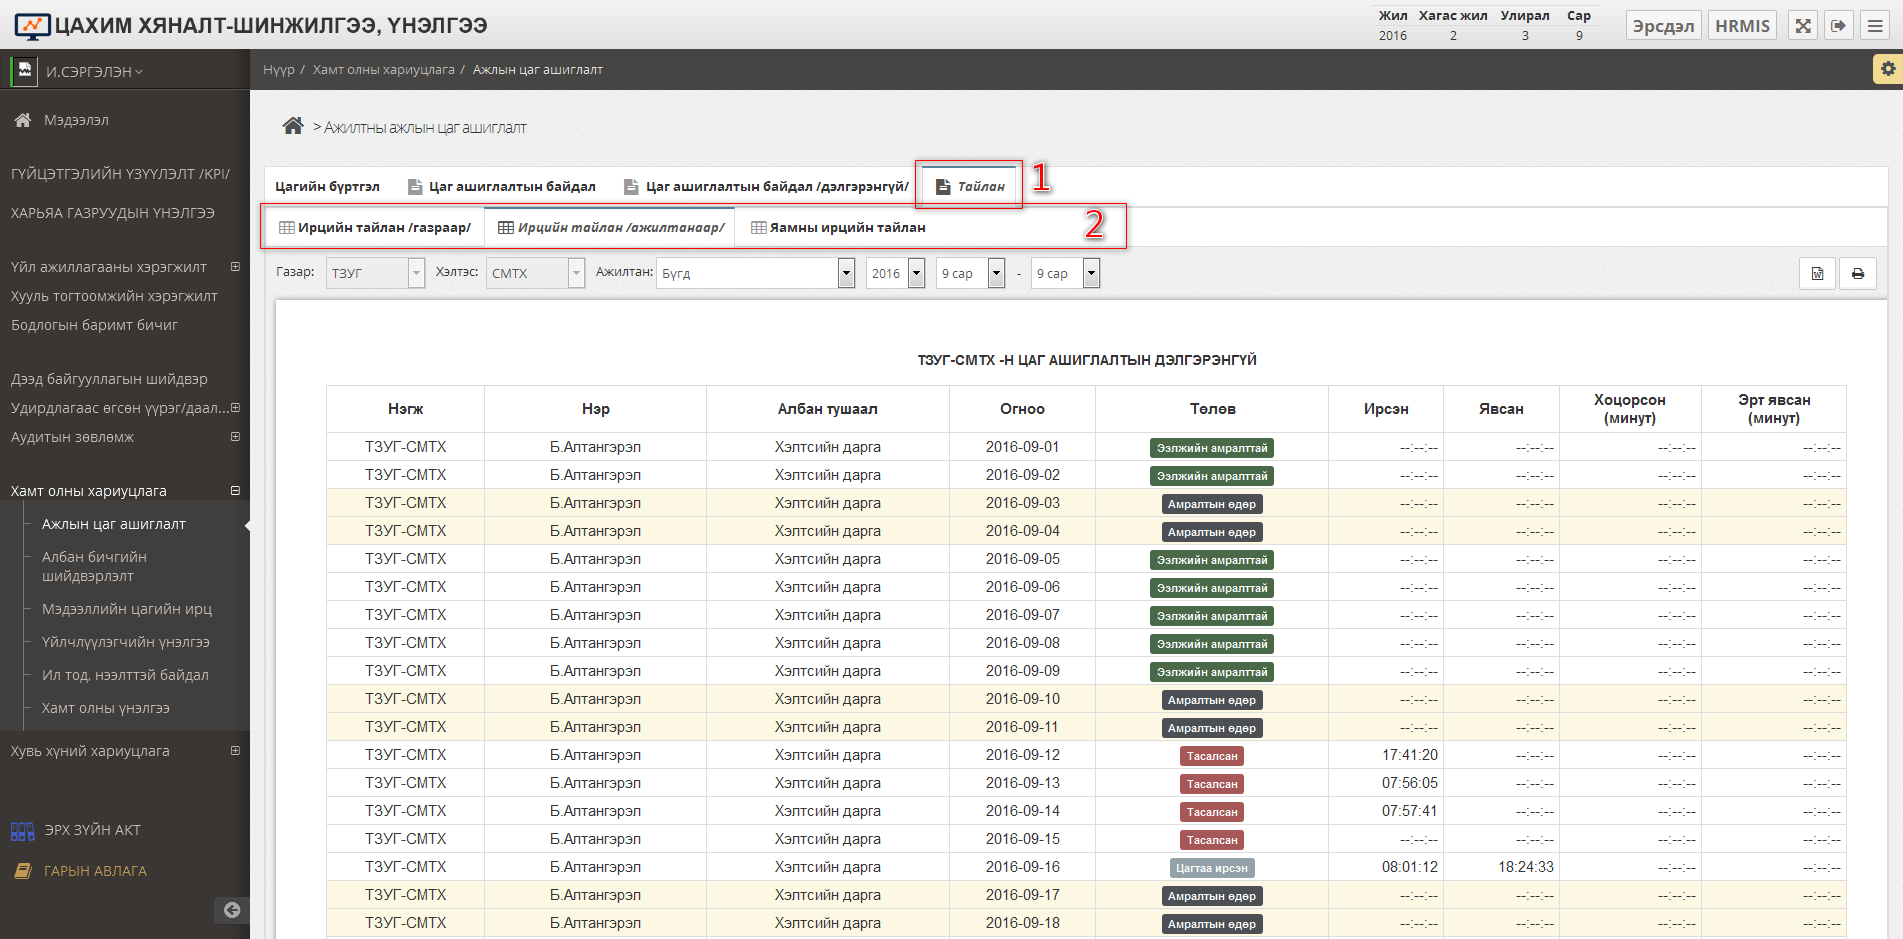 ЦАХИМ ХЯНАЛТ-ШИНЖИЛГЭЭ, ҮНЭЛГЭЭ
Жил Хагас жил Улирал Сар
2016 2 3 9
Эрсдэл HRMIS
И.СЭРГЭЛЭН
Нүүр / Хамт олны хариуцлага / Ажлын цаг ашиглалт
Мэдээлэл
ГҮЙЦЭТГЭЛИЙН ҮЗҮҮЛЭЛТ /KPI/
ХАРЬЯА ГАЗРУУДЫН ҮНЭЛГЭЭ
Үйл ажиллагааны хэрэгжилт
Хууль тогтоомжийн хэрэгжилт
Бодлогын баримт бичиг
Дээд байгууллагын шийдвэр
Удирдлагаас өгсөн үүрэг/даал...
Аудитын зөвлөмж
Хамт олны хариуцлага
Ажлын цаг ашиглалт
Албан бичгийн
шийдвэрлэлт
Мэдээллийн цагийн ирц
Үйлчлүүлэгчийн үнэлгээ
Ил тод, нээлттэй байдал
Хамт олны үнэлгээ
Хувь хүний хариуцлага
ЭРХ ЗҮЙН АКТ
ГАРЫН АВЛАГА
> Ажилтны ажлын цаг ашиглалт
Цагийн бүртгэл Цаг ашиглалтын байдал Цаг ашиглалтын байдал /дэлгэрэнгүй/ Тайлан 1
Ирцийн тайлан /газраар/ Ирцийн тайлан /ажилтанаар/ Яамны ирцийн тайлан 2
Газар: ТЗУГ Хэлтэс: СМТХ Ажилтан: Бүгд 2016 9 сар - 9 сар
ТЗУГ-СМТХ -Н ЦАГ АШИГЛАЛТЫН ДЭЛГЭРЭНГҮЙ
Нэгж Нэр Албан тушаал Огноо Төлөв Ирсэн Явсан Хоцорсон (минут) Эрт явсан (минут)
ТЗУГ-СМТХ Б.Алтангэрэл Хэлтсийн дарга 2016-09-01 Ээлжийн амралттай --:--:-- --:--:-- --:--:-- --:--:--
ТЗУГ-СМТХ Б.Алтангэрэл Хэлтсийн дарга 2016-09-02 Ээлжийн амралттай --:--:-- --:--:-- --:--:-- --:--:--
ТЗУГ-СМТХ Б.Алтангэрэл Хэлтсийн дарга 2016-09-03 Амралтын өдөр --:--:-- --:--:-- --:--:-- --:--:--
ТЗУГ-СМТХ Б.Алтангэрэл Хэлтсийн дарга 2016-09-04 Амралтын өдөр --:--:-- --:--:-- --:--:-- --:--:--
ТЗУГ-СМТХ Б.Алтангэрэл Хэлтсийн дарга 2016-09-05 Ээлжийн амралттай --:--:-- --:--:-- --:--:-- --:--:--
ТЗУГ-СМТХ Б.Алтангэрэл Хэлтсийн дарга 2016-09-06 Ээлжийн амралттай --:--:-- --:--:-- --:--:-- --:--:--
ТЗУГ-СМТХ Б.Алтангэрэл Хэлтсийн дарга 2016-09-07 Ээлжийн амралттай --:--:-- --:--:-- --:--:-- --:--:--
ТЗУГ-СМТХ Б.Алтангэрэл Хэлтсийн дарга 2016-09-08 Ээлжийн амралттай --:--:-- --:--:-- --:--:-- --:--:--
ТЗУГ-СМТХ Б.Алтангэрэл Хэлтсийн дарга 2016-09-09 Ээлжийн амралттай --:--:-- --:--:-- --:--:-- --:--:--
ТЗУГ-СМТХ Б.Алтангэрэл Хэлтсийн дарга 2016-09-10 Амралтын өдөр --:--:-- --:--:-- --:--:-- --:--:--
ТЗУГ-СМТХ Б.Алтангэрэл Хэлтсийн дарга 2016-09-11 Амралтын өдөр --:--:-- --:--:-- --:--:-- --:--:--
ТЗУГ-СМТХ Б.Алтангэрэл Хэлтсийн дарга 2016-09-12 Тасалсан 17:41:20 --:--:-- --:--:-- --:--:--
ТЗУГ-СМТХ Б.Алтангэрэл Хэлтсийн дарга 2016-09-13 Тасалсан 07:56:05 --:--:-- --:--:-- --:--:--
ТЗУГ-СМТХ Б.Алтангэрэл Хэлтсийн дарга 2016-09-14 Тасалсан 07:57:41 --:--:-- --:--:-- --:--:--
ТЗУГ-СМТХ Б.Алтангэрэл Хэлтсийн дарга 2016-09-15 Тасалсан --:--:-- --:--:-- --:--:-- --:--:--
ТЗУГ-СМТХ Б.Алтангэрэл Хэлтсийн дарга 2016-09-16 Цагтаа ирсэн 08:01:12 18:24:33 --:--:-- --:--:--
ТЗУГ-СМТХ Б.Алтангэрэл Хэлтсийн дарга 2016-09-17 Амралтын өдөр --:--:-- --:--:-- --:--:-- --:--:--
ТЗУГ-СМТХ Б.Алтангэрэл Хэлтсийн дарга 2016-09-18 Амралтын өдөр --:--:-- --:--:-- --:--:-- --:--:--